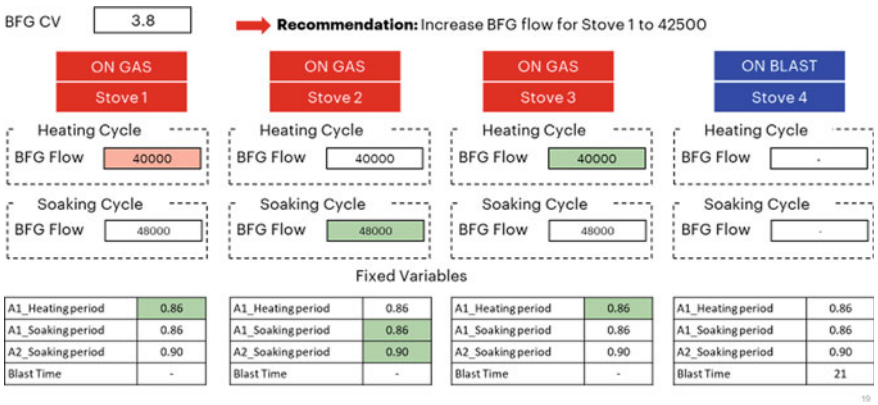 BFG CV 3.8 Recommendation: Increase BFG flow for Stove 1 to 42500
ON GAS ON GAS ON GAS ON BLAST
Stove 1 Stove 2 Stove 3 Stove 4
Heating Cycle Heating Cycle Heating Cycle Heating Cycle
BFG Flow 40000 BFG Flow 40000 BFG Flow 40000 BFG Flow -
Soaking Cycle Soaking Cycle Soaking Cycle Soaking Cycle
BFG Flow 48000 BFG Flow 48000 BFG Flow 48000 BFG Flow -
Fixed Variables
A1_Heating period 0.86 A1_Heating period 0.86 A1_Heating period 0.86 A1_Heating period 0.86
A1_Soaking period 0.86 A1_Soaking period 0.86 A1_Soaking period 0.86 A1_Soaking period 0.86
A2_Soaking period 0.90 A2_Soaking period 0.90 A2_Soaking period 0.90 A2_Soaking period 0.90
Blast Time - Blast Time - Blast Time - Blast Time 21
19